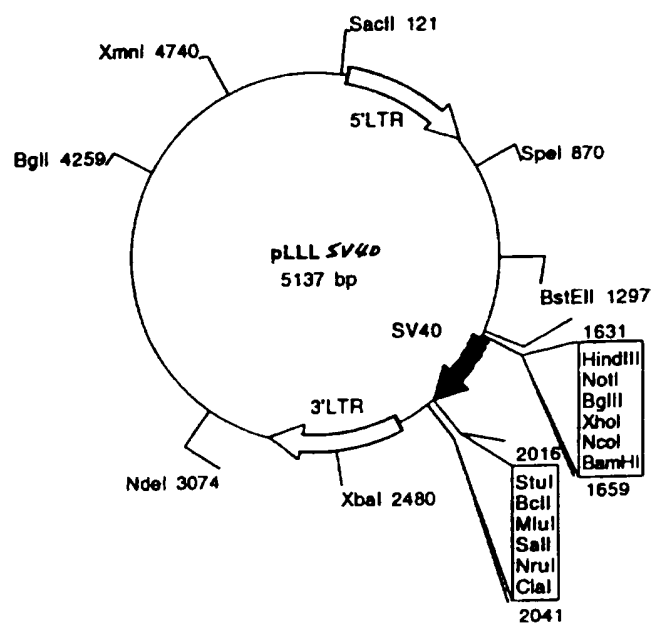 SacII 121
XmnI 4740
5'LTR
BglI 4259
SpeI 870
pLLL SV40
5137 bp
BstEII 1297
SV40
1631
HindIII
NotI
BglII
XhoI
NcoI
BamHI
1659
3'LTR
2016
StuI
BclI
MluI
SalI
NruI
ClaI
2041
NdeI 3074
XbaI 2480